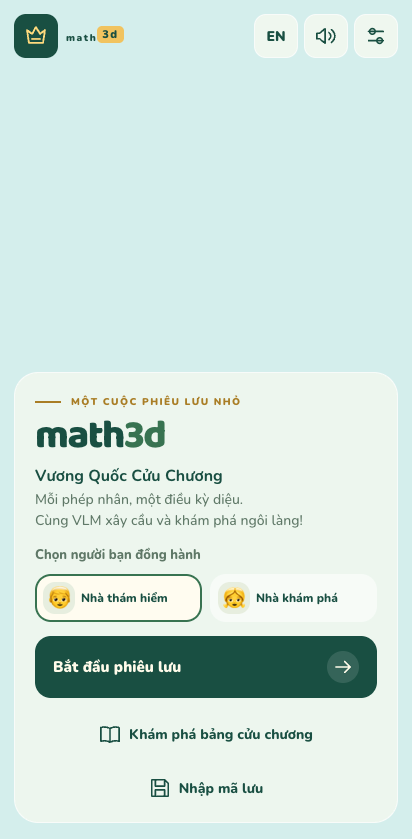 math3d
EN
MỘT CUỘC PHIÊU LƯU NHỎ
math3d
Vương Quốc Cửu Chương
Mỗi phép nhân, một điều kỳ diệu.
Cùng VLM xây cầu và khám phá ngôi làng!
Chọn người bạn đồng hành
Nhà thám hiểm
Nhà khám phá
Bắt đầu phiêu lưu
Khám phá bảng cửu chương
Nhập mã lưu